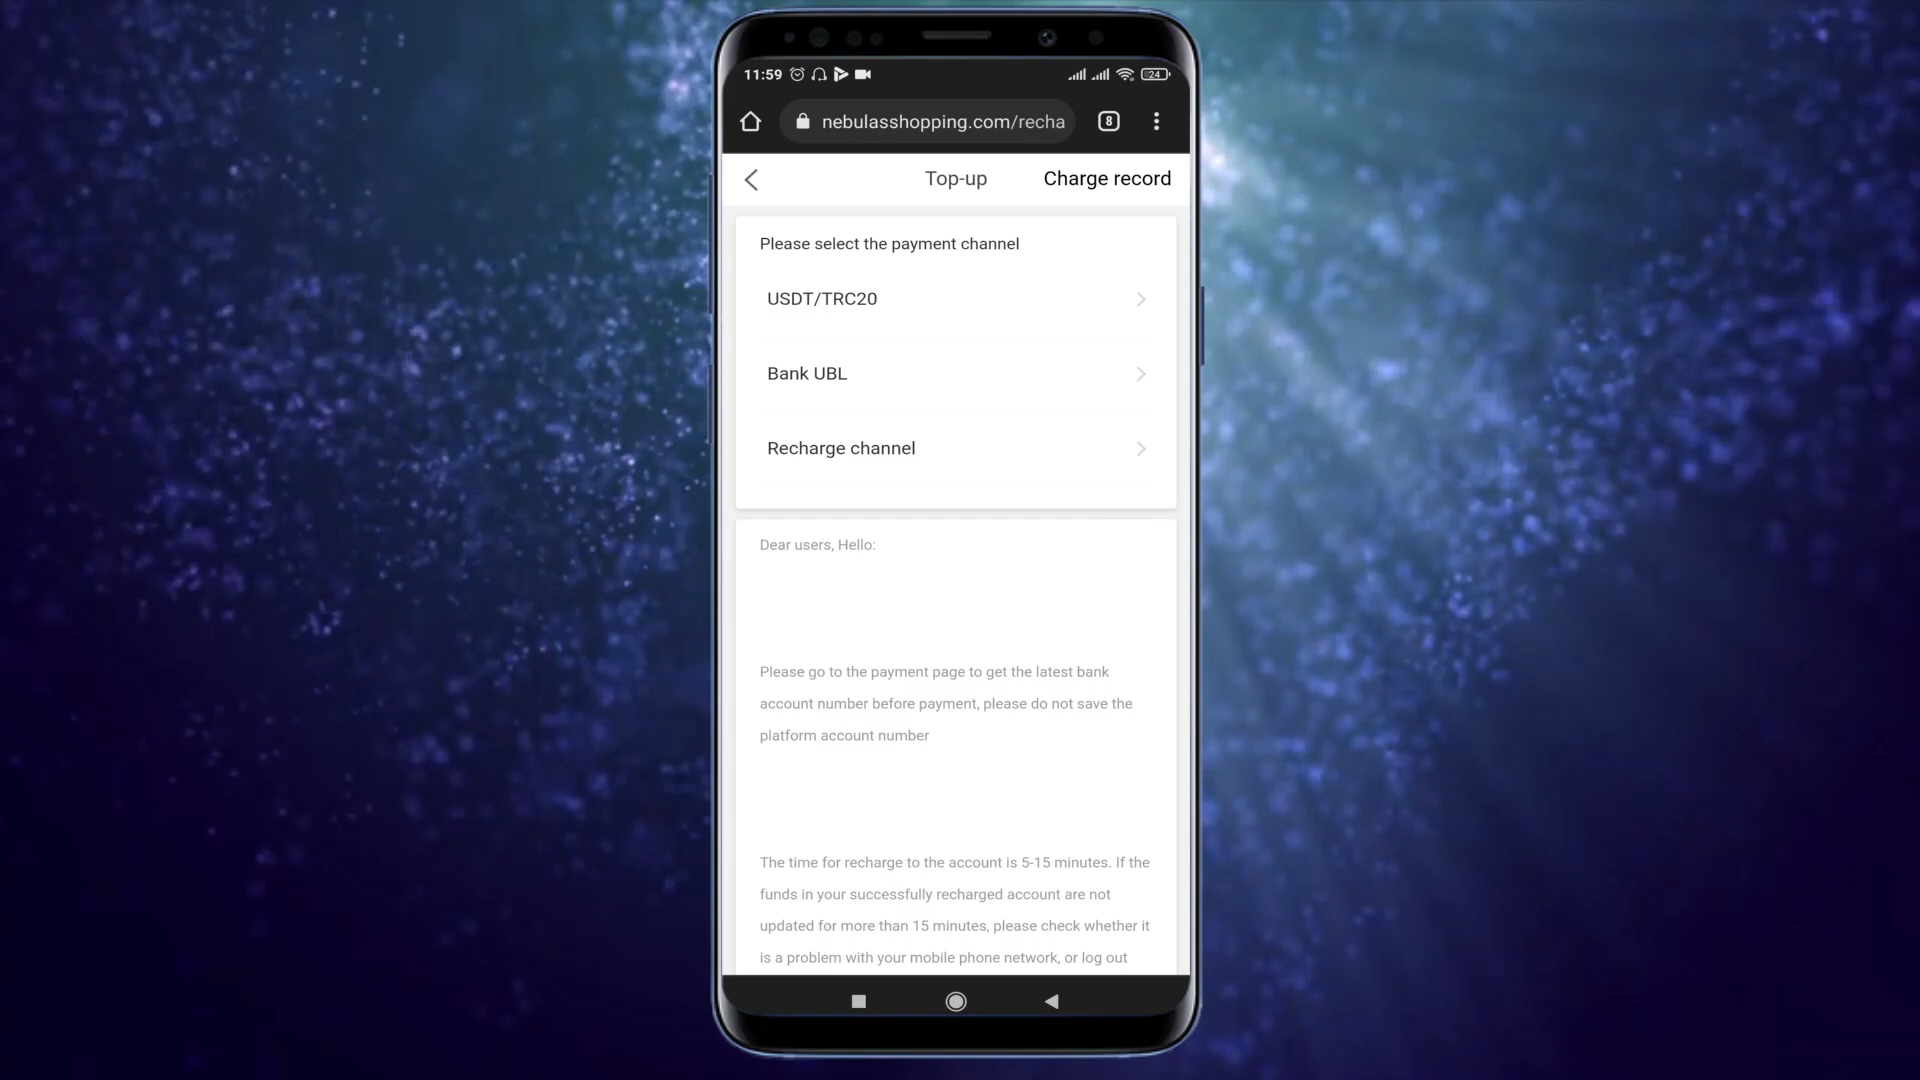 11:59
24
nebulasshopping.com/recha
8
Top-up
Charge record
Please select the payment channel
USDT/TRC20
Bank UBL
Recharge channel
Dear users, Hello:
Please go to the payment page to get the latest bank
account number before payment, please do not save the
platform account number
The time for recharge to the account is 5-15 minutes. If the
funds in your successfully recharged account are not
updated for more than 15 minutes, please check whether it
is a problem with your mobile phone network, or log out